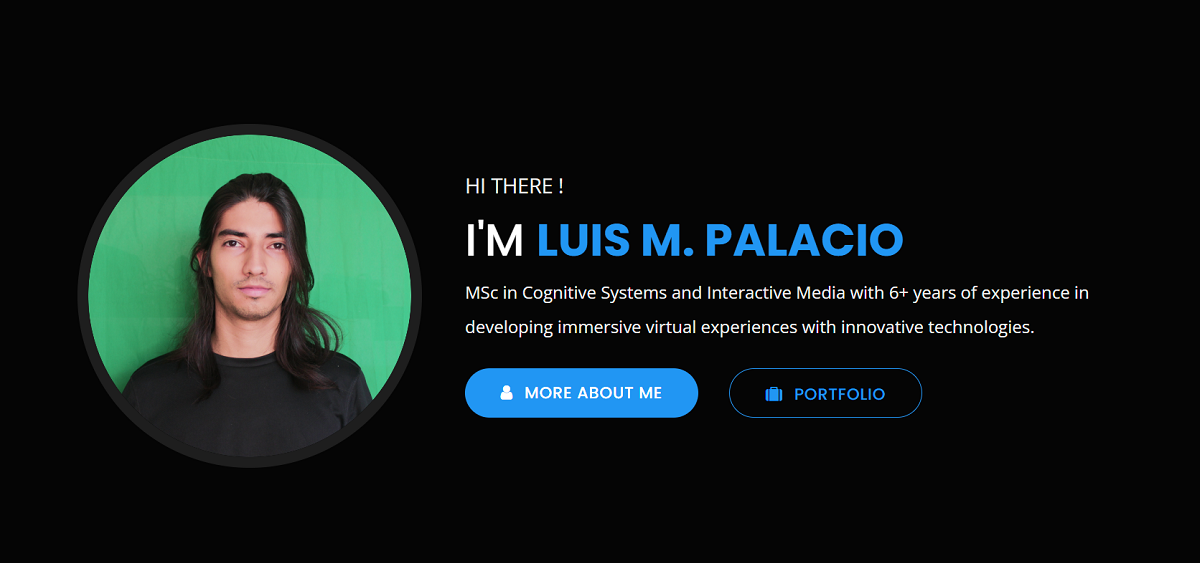 HI THERE !
I'M LUIS M. PALACIO
MSc in Cognitive Systems and Interactive Media with 6+ years of experience in
developing immersive virtual experiences with innovative technologies.
MORE ABOUT ME
PORTFOLIO